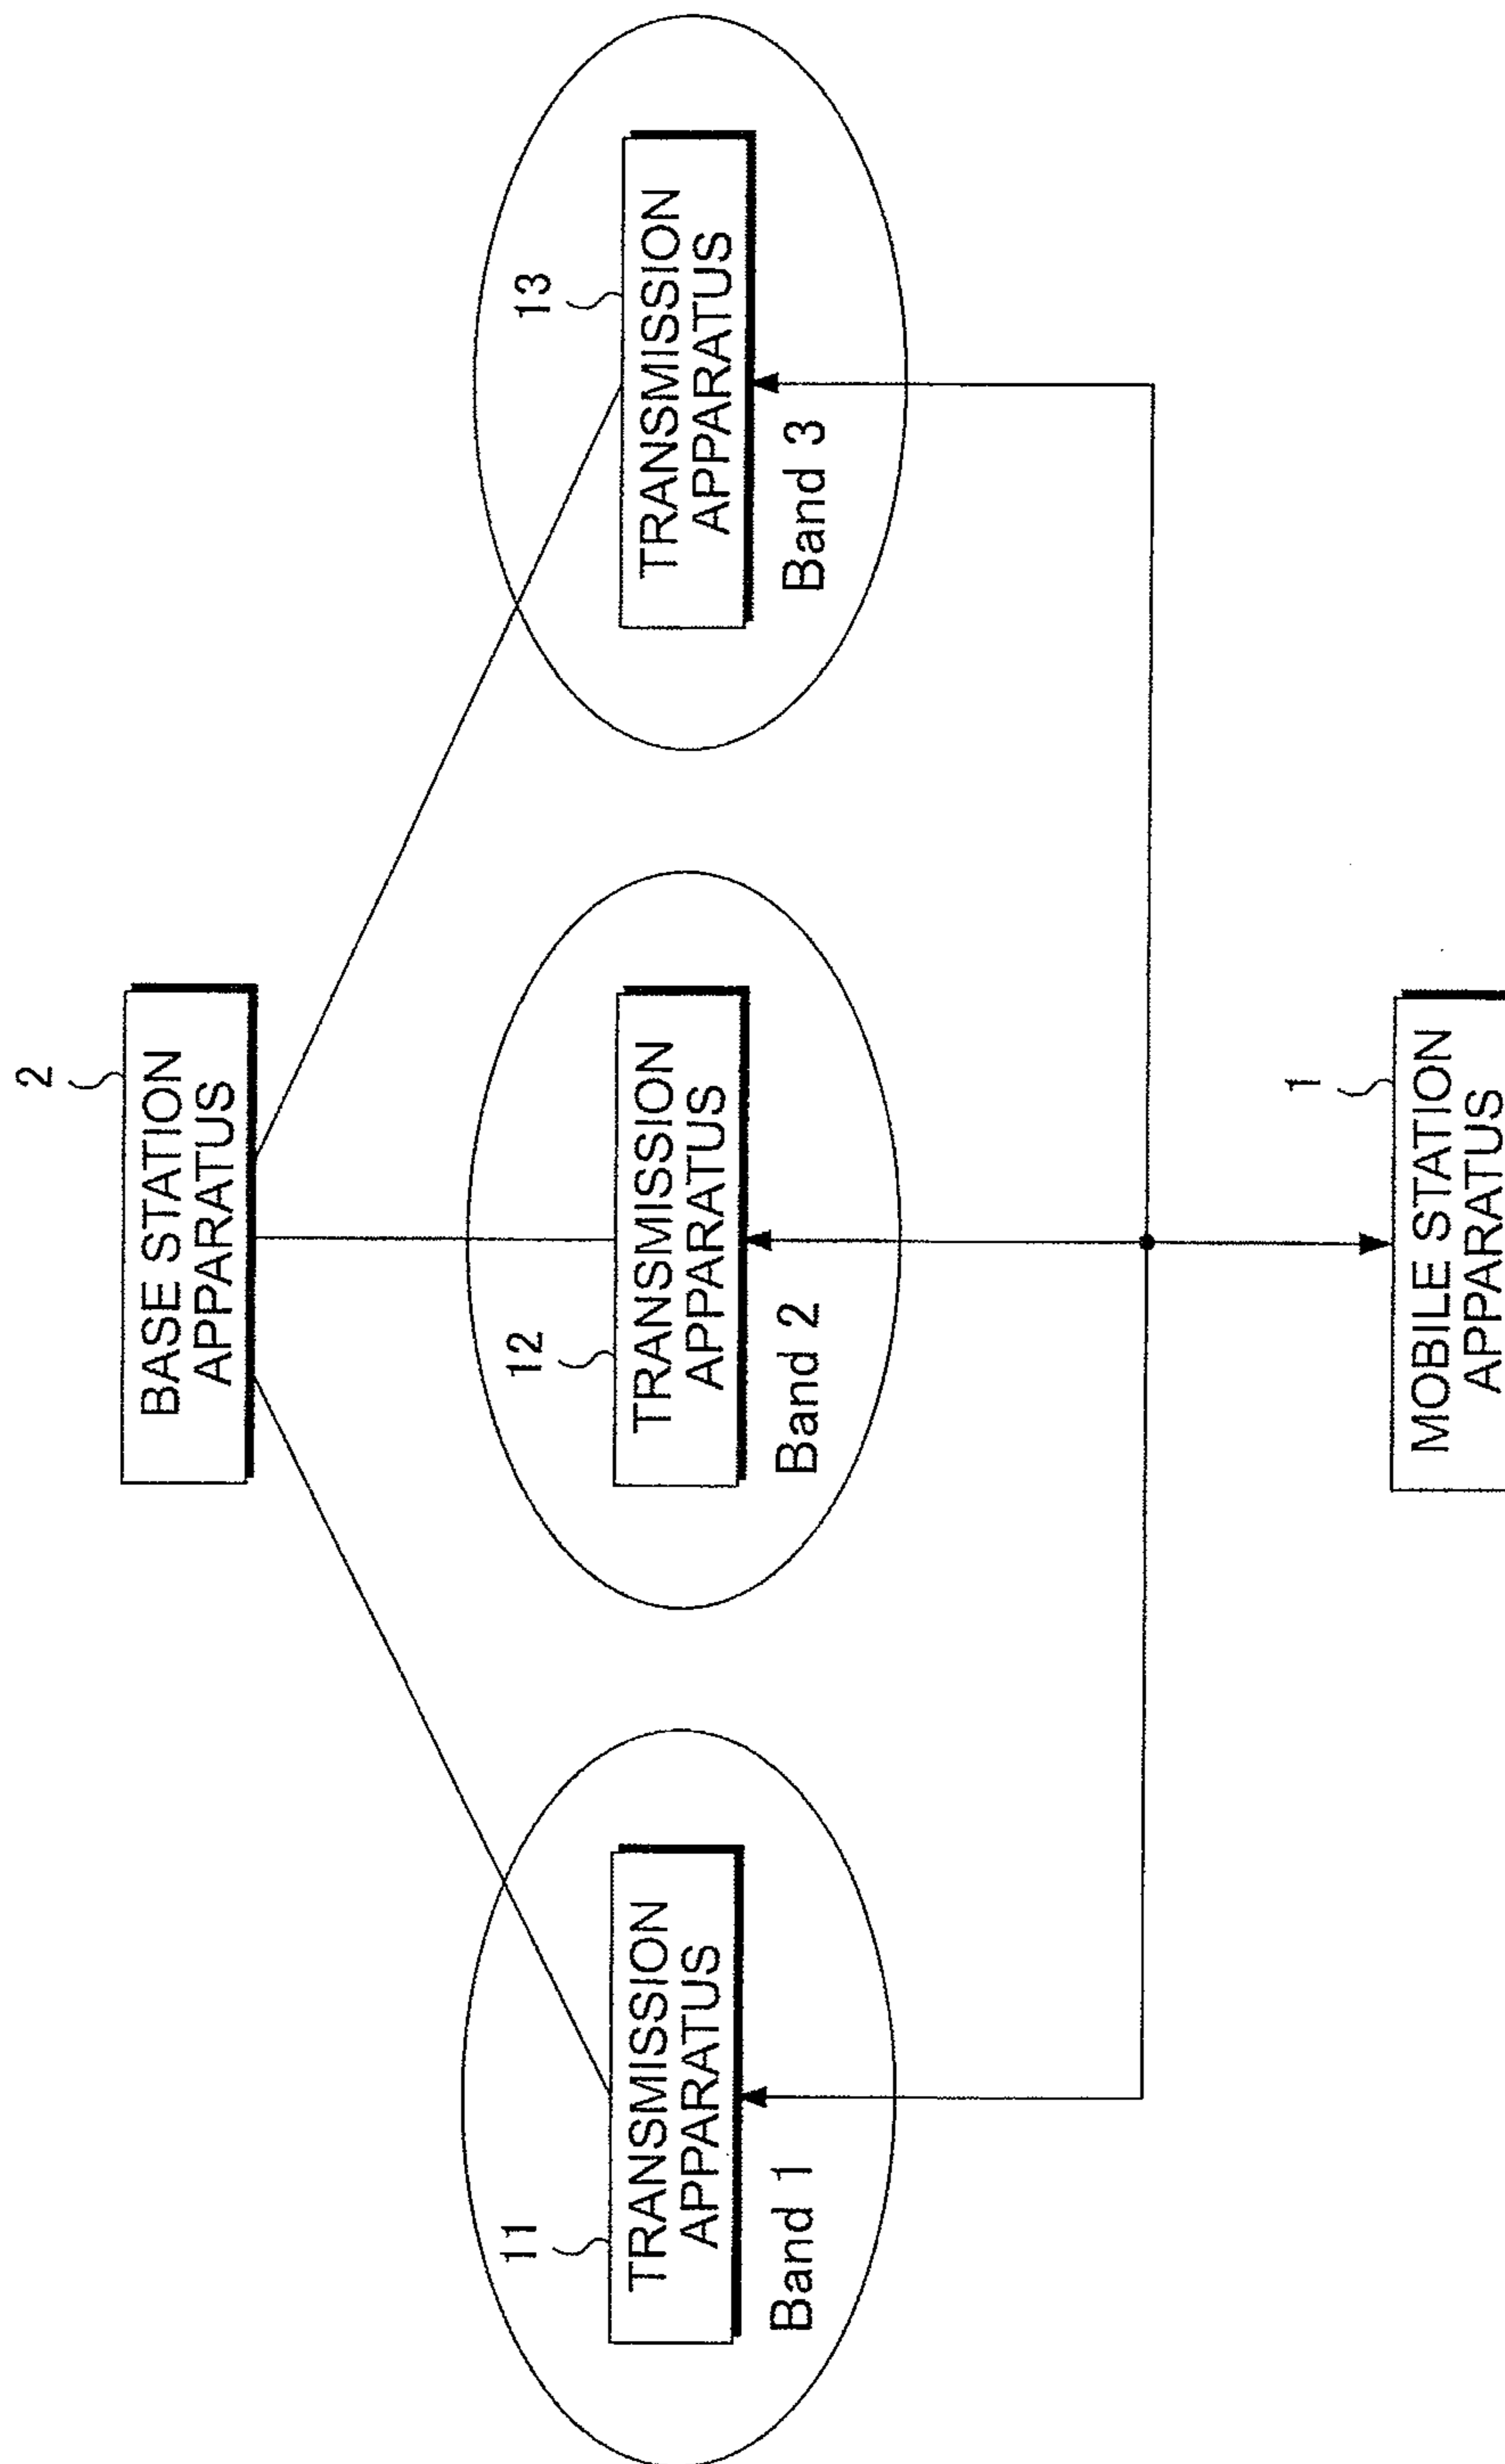 2
BASE STATION
APPARATUS
11
TRANSMISSION
APPARATUS
Band 1
12
TRANSMISSION
APPARATUS
Band 2
13
TRANSMISSION
APPARATUS
Band 3
1
MOBILE STATION
APPARATUS